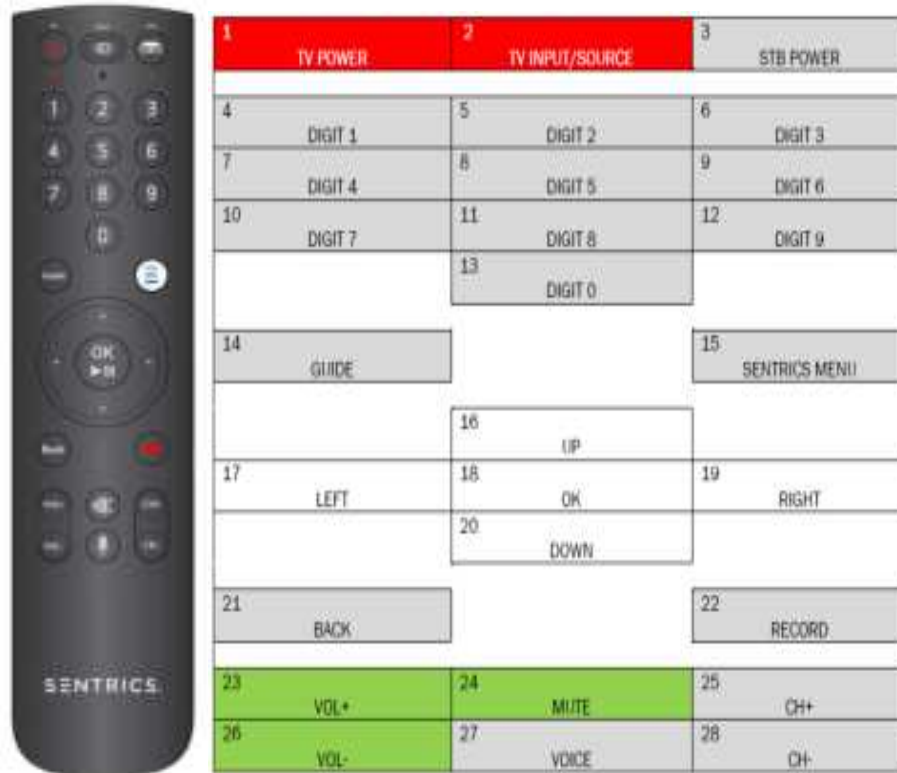 1 TV POWER 2 TV INPUT/SOURCE 3 STB POWER
4 DIGIT 1 5 DIGIT 2 6 DIGIT 3
7 DIGIT 4 8 DIGIT 5 9 DIGIT 6
10 DIGIT 7 11 DIGIT 8 12 DIGIT 9
13 DIGIT 0
14 GUIDE 15 SENTRICS MENU
16 UP
17 LEFT 18 OK 19 RIGHT
20 DOWN
21 BACK 22 RECORD
23 VOL+ 24 MUTE 25 CH+
26 VOL- 27 VOICE 28 CH-
1 2 3
4 5 6
7 8 9
0
OK
Back
SENTRICS